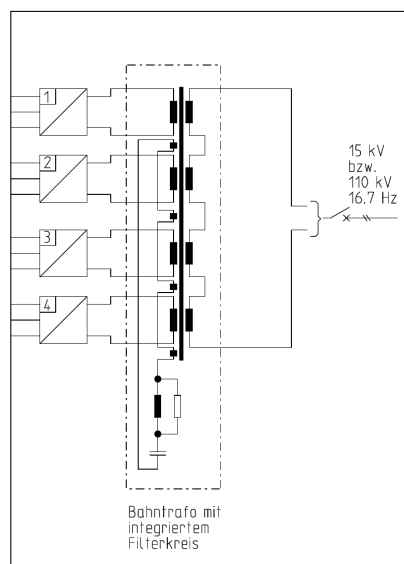 1
2
3
4
15 kV
bzw.
110 kV
16.7 Hz
Bahntrafo mit
integriertem
Filterkreis